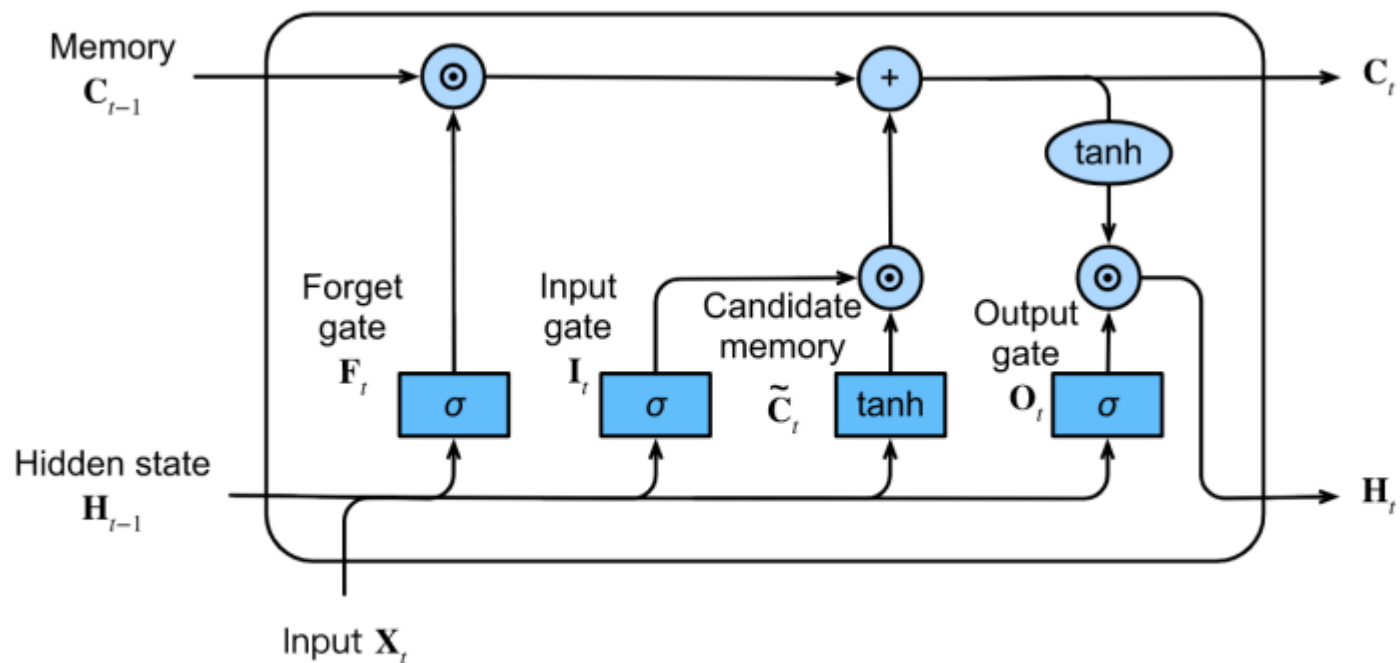 Memory
C_{t−1}
+
C_t
tanh
Forget
gate
F_t
σ
Input
gate
I_t
σ
Candidate
memory
C̃_t
tanh
Output
gate
O_t
σ
Hidden state
H_{t−1}
H_t
Input X_t